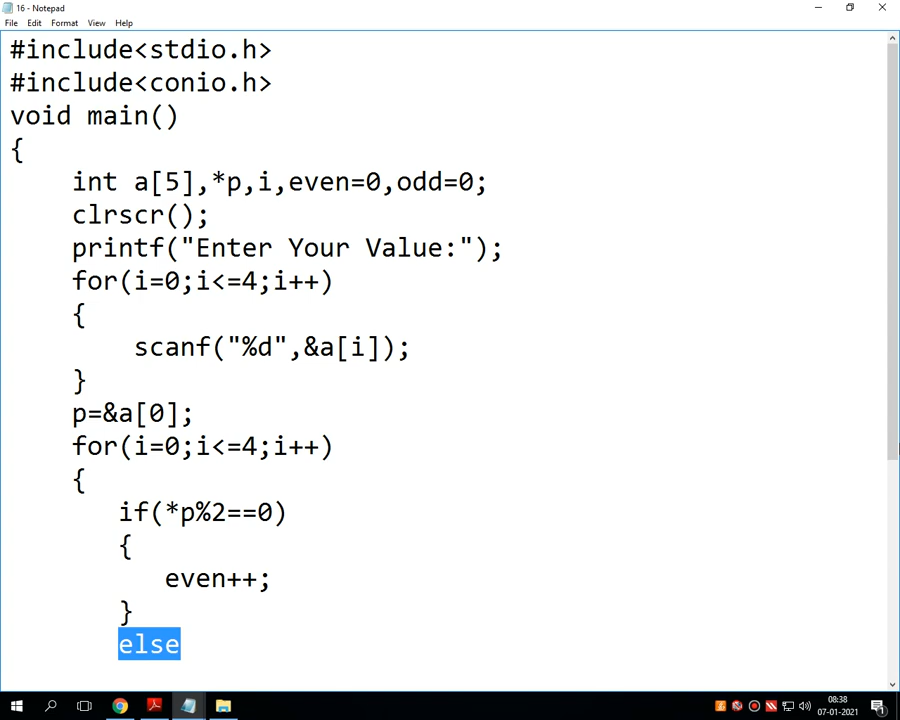 16 - Notepad
File Edit Format View Help
#include<stdio.h>
#include<conio.h>
void main()
{
    int a[5],*p,i,even=0,odd=0;
    clrscr();
    printf("Enter Your Value:");
    for(i=0;i<=4;i++)
    {
        scanf("%d",&a[i]);
    }
    p=&a[0];
    for(i=0;i<=4;i++)
    {
       if(*p%2==0)
       {
          even++;
       }
       else
08:38
07-01-2021
1